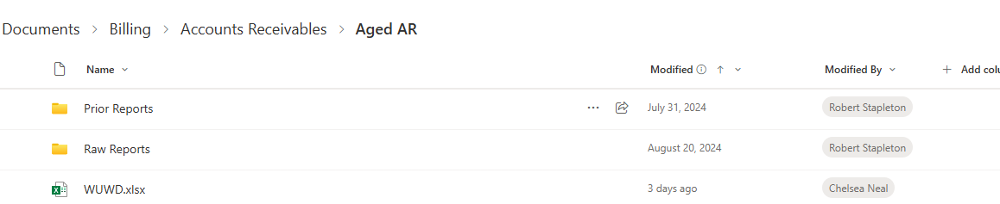 Documents > Billing > Accounts Receivables > Aged AR
Name Modified Modified By + Add colu
Prior Reports ... July 31, 2024 Robert Stapleton
Raw Reports August 20, 2024 Robert Stapleton
WUWD.xlsx 3 days ago Chelsea Neal